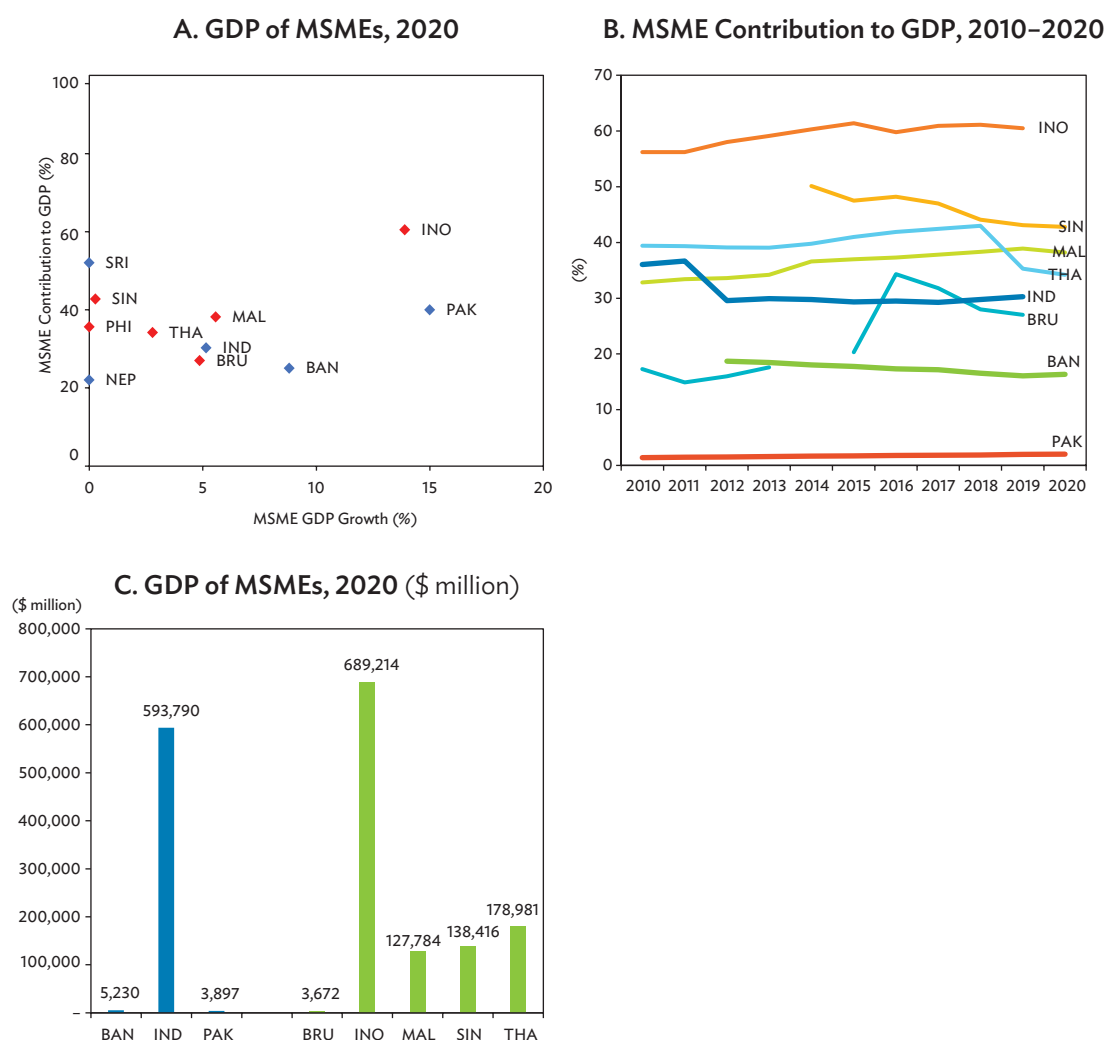 A. GDP of MSMEs, 2020
MSME Contribution to GDP (%)
100
80
60
40
20
0
INO
SRI
SIN
PAK
MAL
PHI
THA
IND
BRU
BAN
NEP
0 5 10 15 20
MSME GDP Growth (%)
B. MSME Contribution to GDP, 2010–2020
(%)
70
60
50
40
30
20
10
0
INO
SIN
MAL
THA
IND
BRU
BAN
PAK
2010 2011 2012 2013 2014 2015 2016 2017 2018 2019 2020
C. GDP of MSMEs, 2020 ($ million)
($ million)
800,000
700,000
600,000
500,000
400,000
300,000
200,000
100,000
–
689,214
593,790
178,981
138,416
127,784
5,230
3,897
3,672
BAN IND PAK BRU INO MAL SIN THA